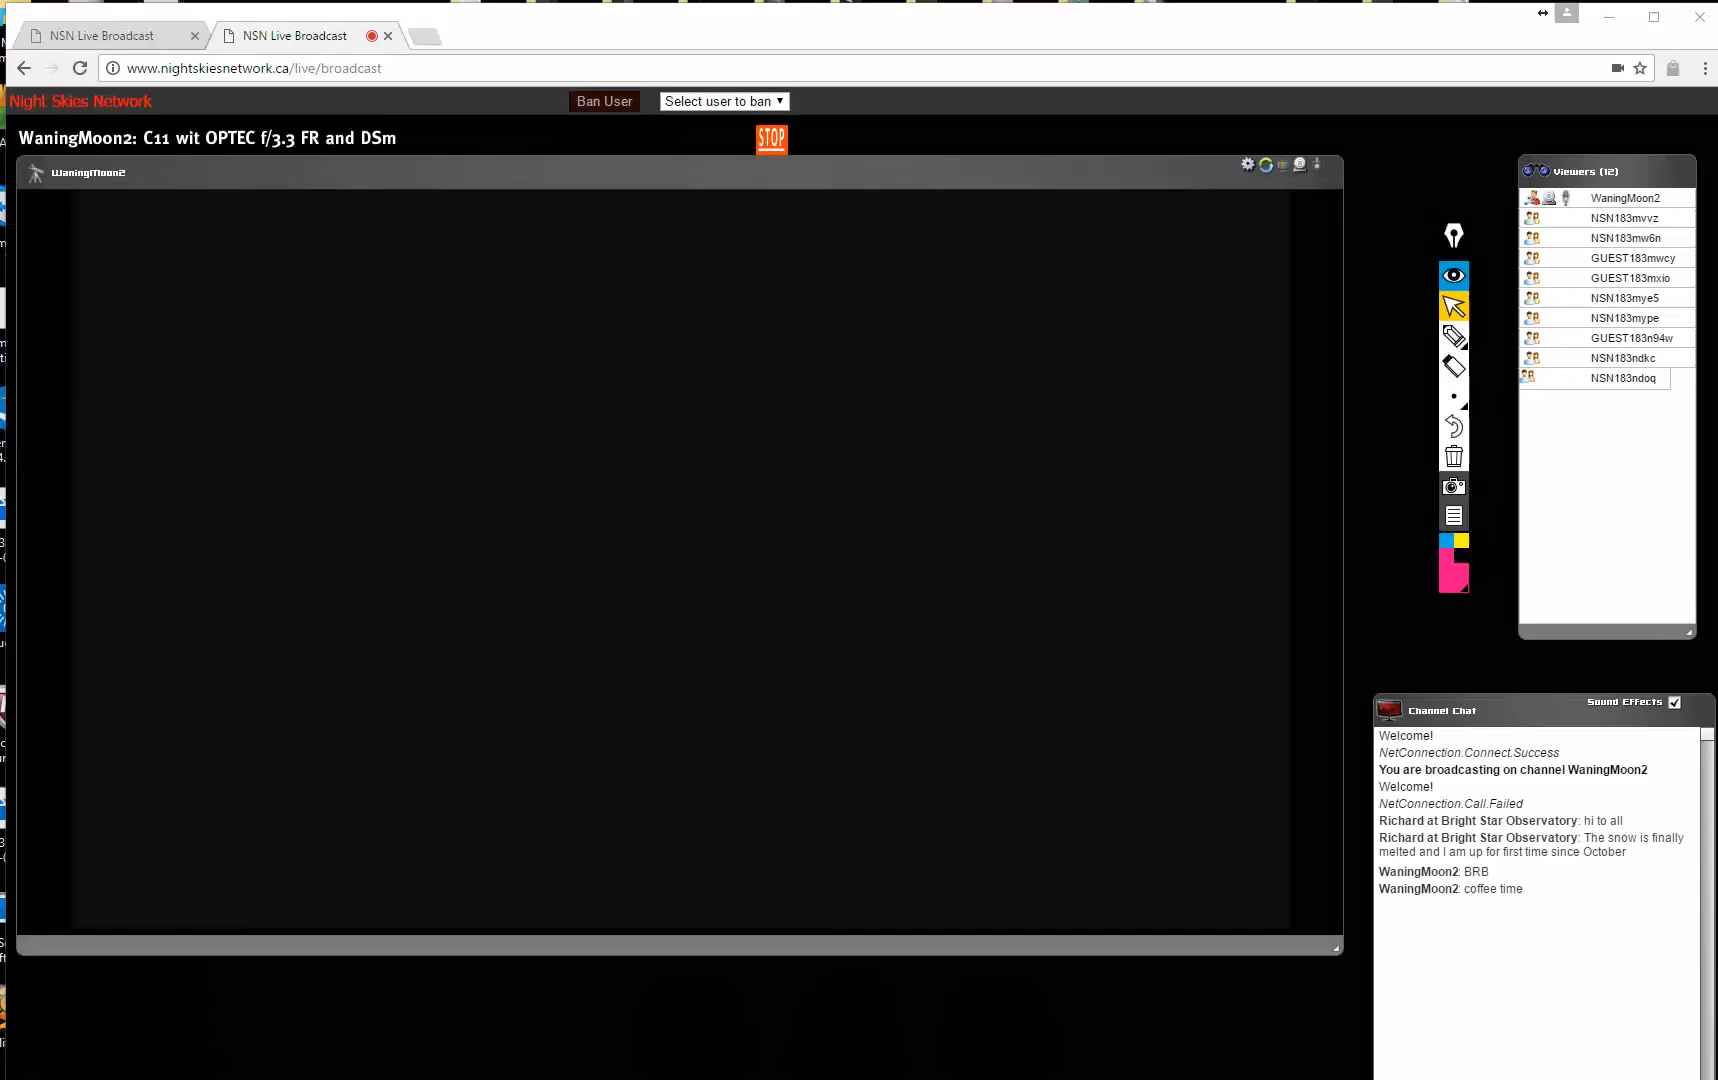 NSN Live Broadcast
NSN Live Broadcast
www.nightskiesnetwork.ca/live/broadcast
Night Skies Network
Ban User
Select user to ban
WaningMoon2: C11 wit OPTEC f/3.3 FR and DSm
STOP
WaningMoon2
Viewers (12)
WaningMoon2
NSN183mvvz
NSN183mw6n
GUEST183mwcy
GUEST183mxio
NSN183mye5
NSN183mype
GUEST183n94w
NSN183ndkc
NSN183ndoq
Sound Effects
Channel Chat
Welcome!
NetConnection.Connect.Success
You are broadcasting on channel WaningMoon2
Welcome!
NetConnection.Call.Failed
Richard at Bright Star Observatory: hi to all
Richard at Bright Star Observatory: The snow is finally
melted and I am up for first time since October
WaningMoon2: BRB
WaningMoon2: coffee time